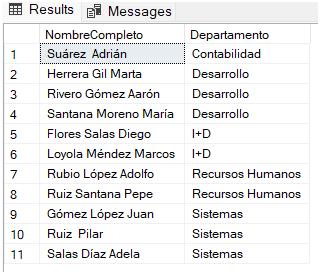 Results Messages
NombreCompleto Departamento
1 Suárez  Adrián Contabilidad
2 Herrera Gil Marta Desarrollo
3 Rivero Gómez Aarón Desarrollo
4 Santana Moreno María Desarrollo
5 Flores Salas Diego I+D
6 Loyola Méndez Marcos I+D
7 Rubio López Adolfo Recursos Humanos
8 Ruiz Santana Pepe Recursos Humanos
9 Gómez López Juan Sistemas
10 Ruiz  Pilar Sistemas
11 Salas Díaz Adela Sistemas